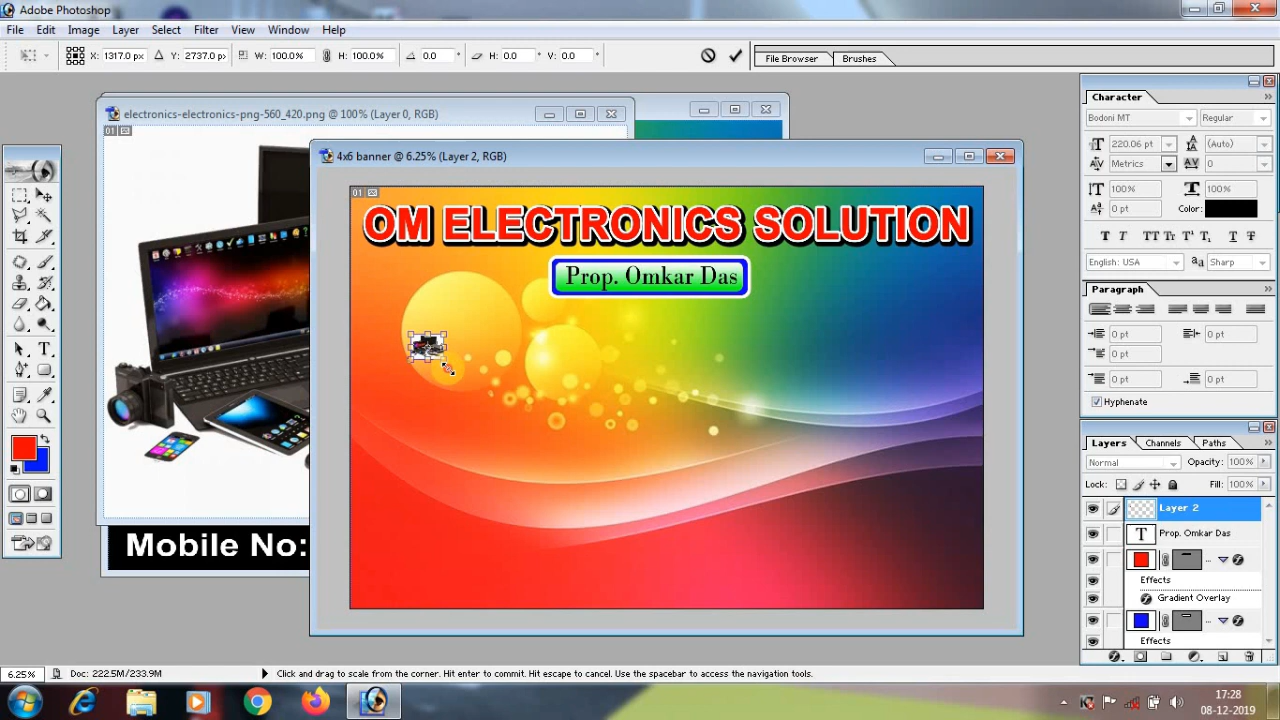 Adobe Photoshop
File Edit Image Layer Select Filter View Window Help
X: 1317.0 px Y: 2737.0 px W: 100.0% H: 100.0% 0.0 ° H: 0.0 ° V: 0.0 °
File Browser Brushes
electronics-electronics-png-560_420.png @ 100% (Layer 0, RGB)
01
4x6 banner @ 6.25% (Layer 2, RGB)
01
OM ELECTRONICS SOLUTION
Prop. Omkar Das
Mobile No:
Character
Bodoni MT Regular
220.06 pt (Auto)
Metrics 0
100% 100%
0 pt Color:
T T TT Tr T¹ T₁ T T
English: USA aa Sharp
Paragraph
0 pt 0 pt
0 pt
0 pt 0 pt
Hyphenate
Layers Channels Paths
Normal Opacity: 100%
Lock: Fill: 100%
Layer 2
T Prop. Omkar Das
Effects
Gradient Overlay
Effects
6.25% Doc: 222.5M/233.9M Click and drag to scale from the corner. Hit enter to commit. Hit escape to cancel. Use the spacebar to access the navigation tools.
17:28
08-12-2019